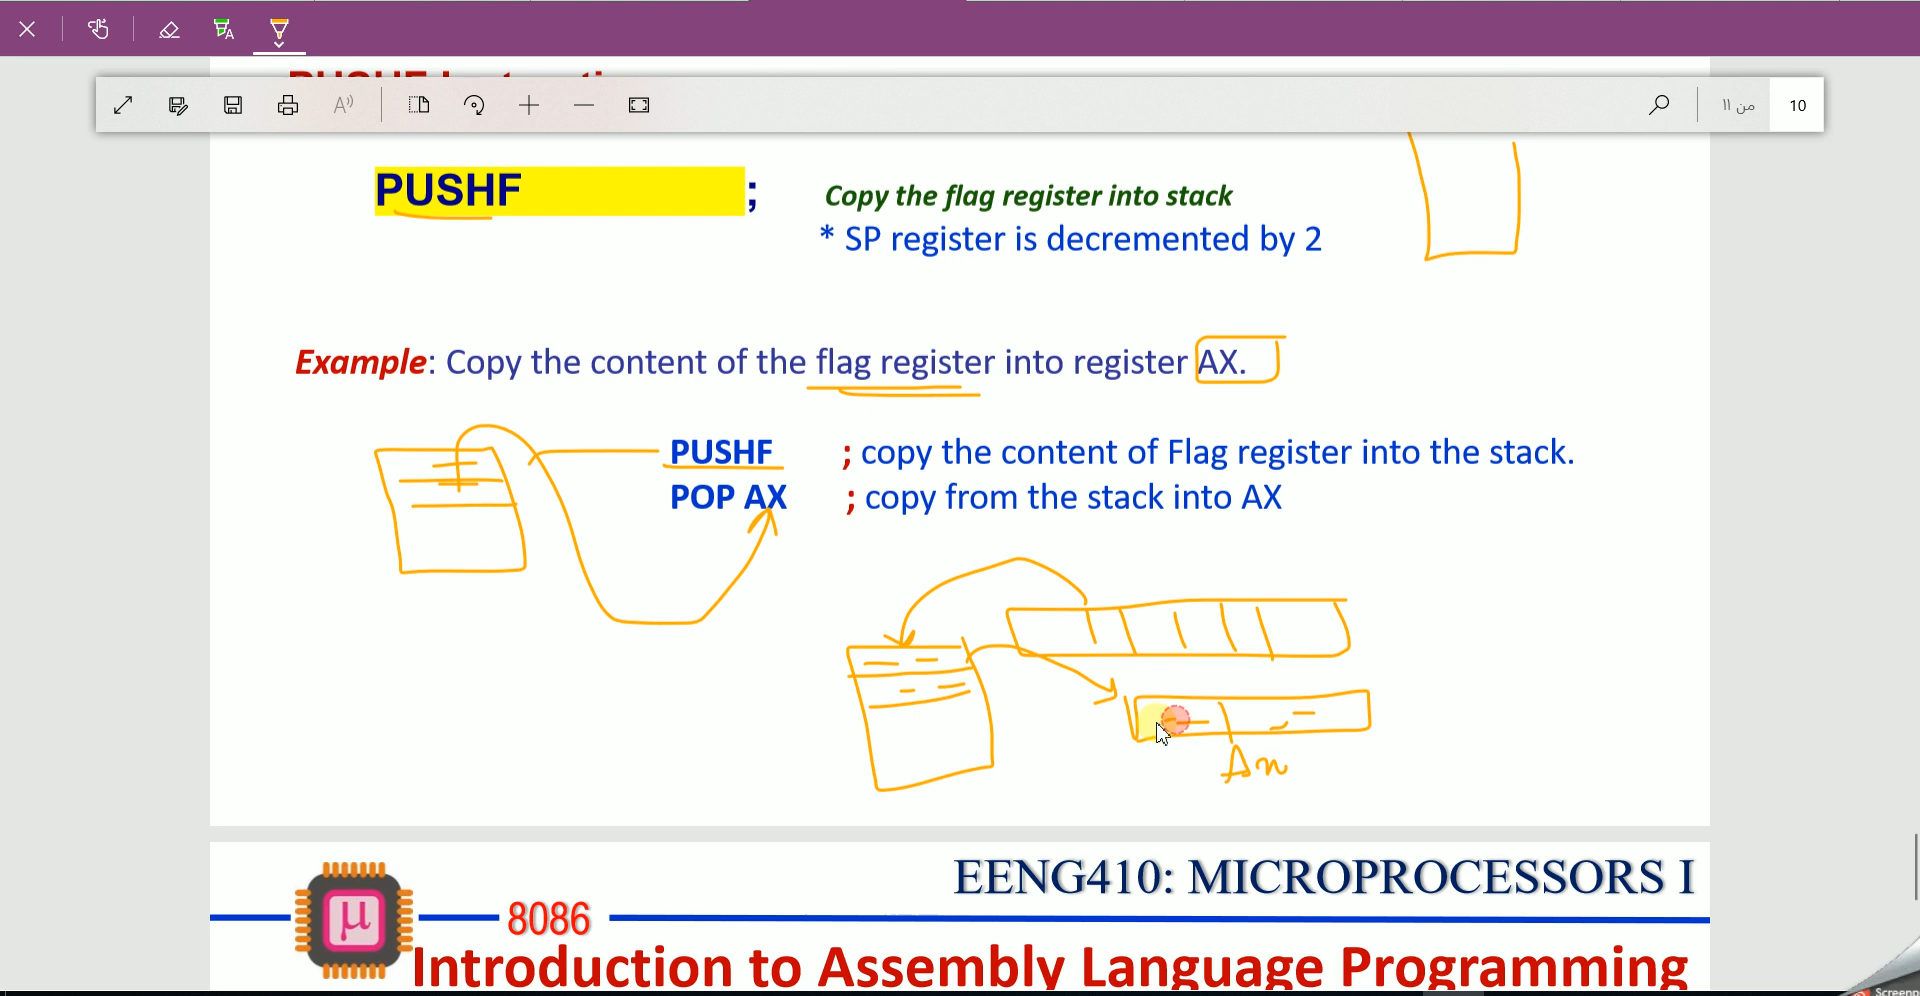 10
من ١١
PUSHF ; Copy the flag register into stack
* SP register is decremented by 2
Example: Copy the content of the flag register into register AX.
PUSHF ; copy the content of Flag register into the stack.
POP AX ; copy from the stack into AX
Ax
EENG410: MICROPROCESSORS I
µ
8086
Introduction to Assembly Language Programming